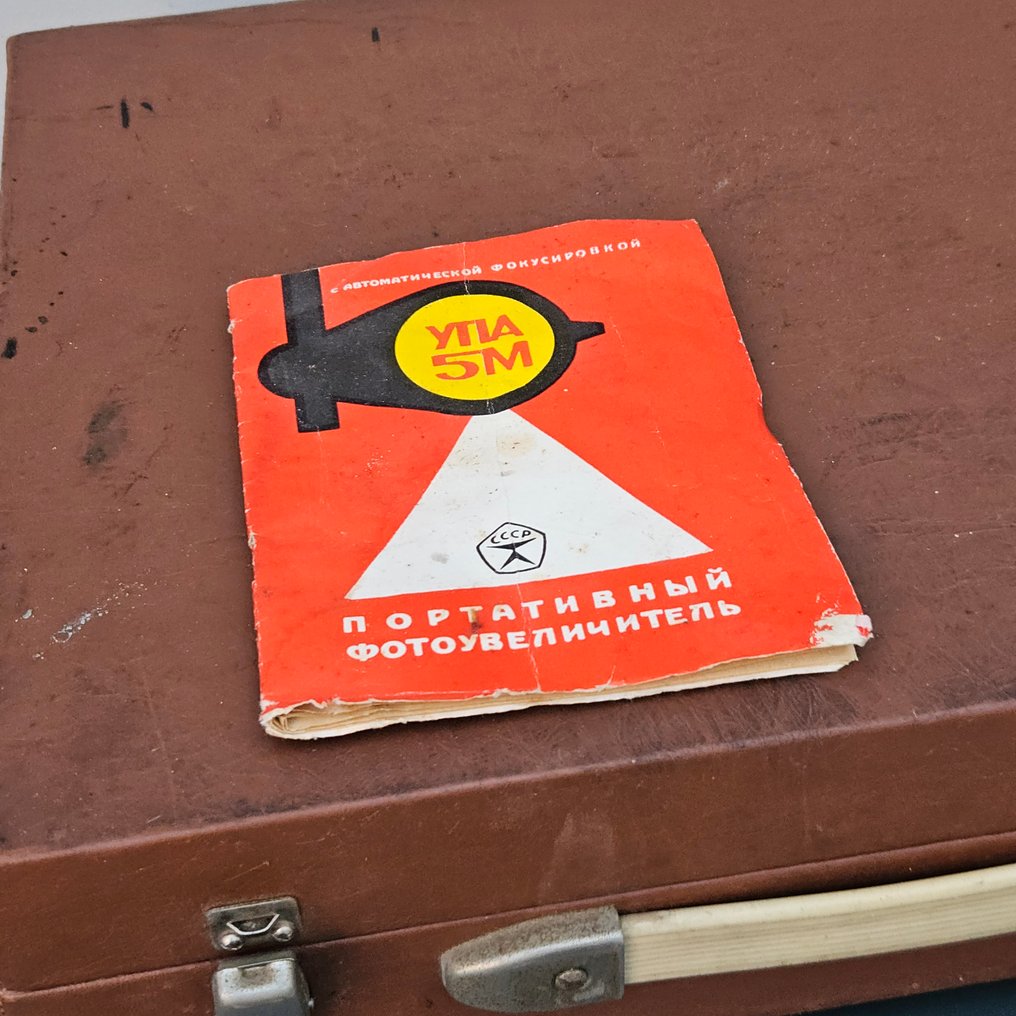 с АВТОМАТИЧЕСКОЙ ФОКУСИРОВКОЙ
УПА
5М
СССР
ПОРТАТИВНЫЙ
ФОТОУВЕЛИЧИТЕЛЬ